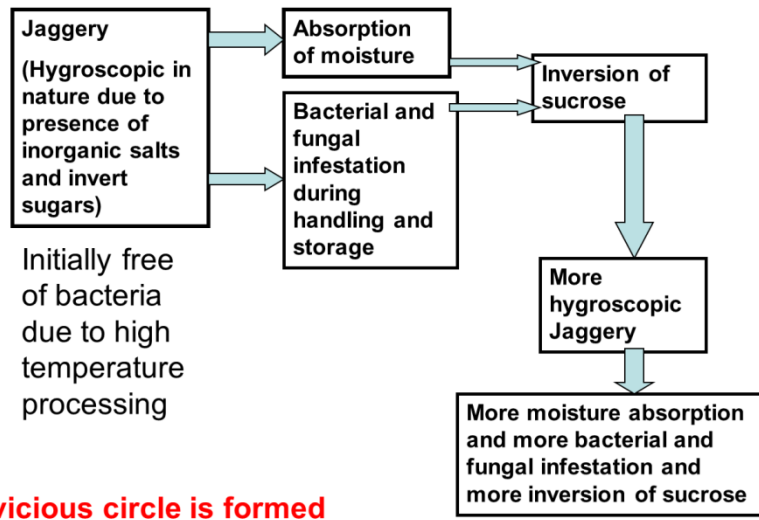 Jaggery
(Hygroscopic in
nature due to
presence of
inorganic salts
and invert
sugars)
Initially free
of bacteria
due to high
temperature
processing
Absorption
of moisture
Bacterial and
fungal
infestation
during
handling and
storage
Inversion of
sucrose
More
hygroscopic
Jaggery
More moisture absorption
and more bacterial and
fungal infestation and
more inversion of sucrose
vicious circle is formed